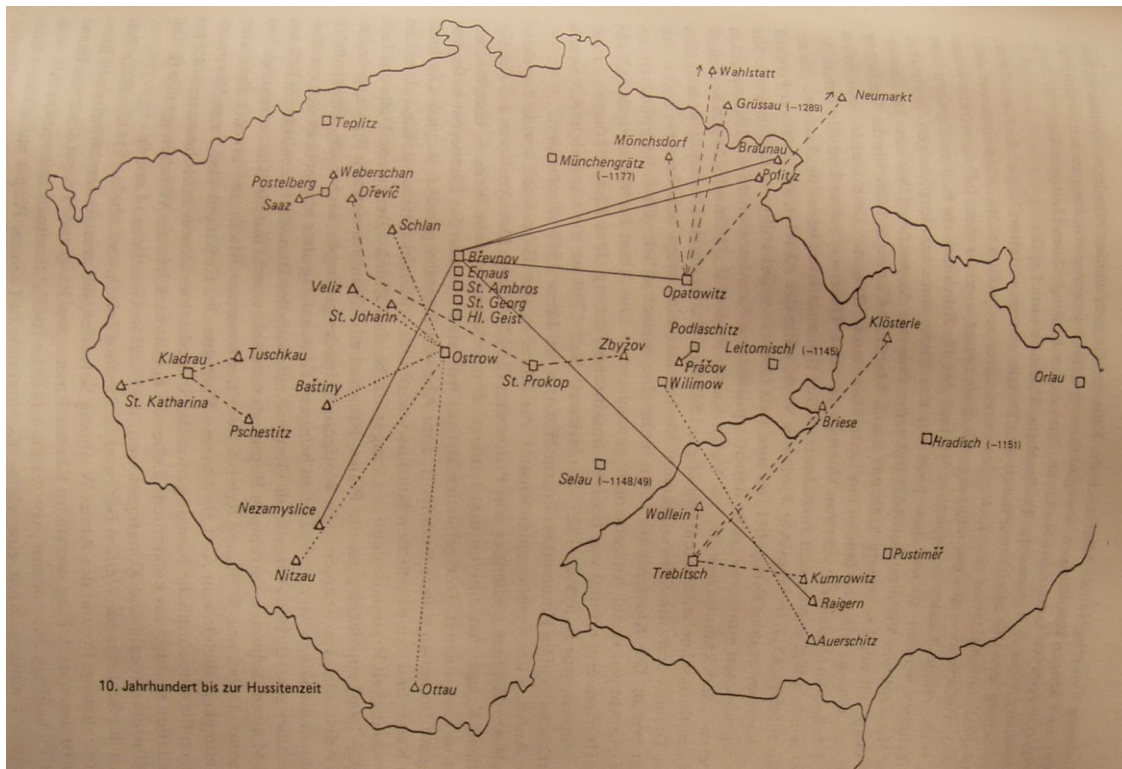 Wahlstatt
Neumarkt
Grüssau (-1289)
Teplitz
Mönchsdorf
Braunau
Münchengrätz
(-1177)
Politz
Weberschan
Postelberg
Dřevíč
Saaz
Schlan
Břevnov
Emaus
St. Ambros
St. Georg
Hl. Geist
Veliz
St. Johann
Opatowitz
Klösterle
Podlaschitz
Zbyžov
Leitomischl (-1145)
Kladrau
Tuschkau
Ostrow
St. Prokop
Práčov
Wilimow
Orlau
St. Katharina
Baštiny
Pschestitz
Briese
Hradisch (-1151)
Selau (-1148/49)
Nezamyslice
Wollein
Nitzau
Trebitsch
Pustiměř
Kumrowitz
Raigern
Auerschitz
10. Jahrhundert bis zur Hussitenzeit
Ottau